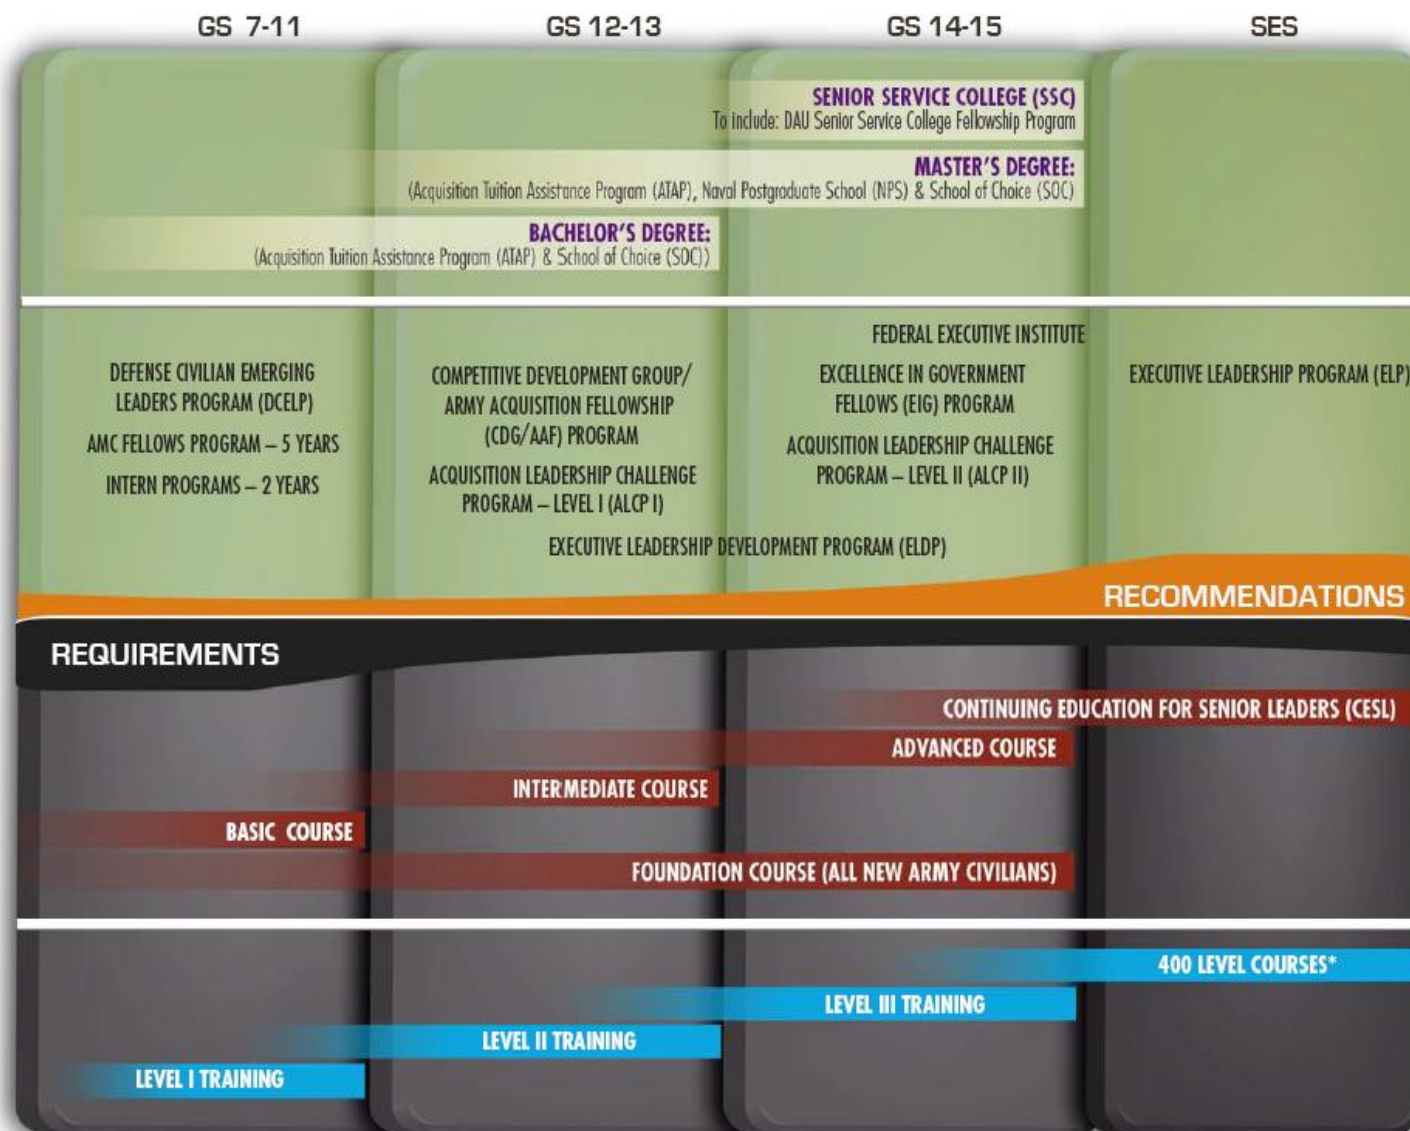 GS 7-11
GS 12-13
GS 14-15
SES
SENIOR SERVICE COLLEGE (SSC)
To include: DAU Senior Service College Fellowship Program
MASTER'S DEGREE:
(Acquisition Tuition Assistance Program (ATAP), Naval Postgraduate School (NPS) & School of Choice (SOC)
BACHELOR'S DEGREE:
(Acquisition Tuition Assistance Program (ATAP) & School of Choice (SOC))
DEFENSE CIVILIAN EMERGING
LEADERS PROGRAM (DCELP)
AMC FELLOWS PROGRAM – 5 YEARS
INTERN PROGRAMS – 2 YEARS
COMPETITIVE DEVELOPMENT GROUP/
ARMY ACQUISITION FELLOWSHIP
(CDG/AAF) PROGRAM
ACQUISITION LEADERSHIP CHALLENGE
PROGRAM – LEVEL I (ALCP I)
FEDERAL EXECUTIVE INSTITUTE
EXCELLENCE IN GOVERNMENT
FELLOWS (EIG) PROGRAM
ACQUISITION LEADERSHIP CHALLENGE
PROGRAM – LEVEL II (ALCP II)
EXECUTIVE LEADERSHIP PROGRAM (ELP)
EXECUTIVE LEADERSHIP DEVELOPMENT PROGRAM (ELDP)
RECOMMENDATIONS
REQUIREMENTS
CONTINUING EDUCATION FOR SENIOR LEADERS (CESL)
ADVANCED COURSE
INTERMEDIATE COURSE
BASIC COURSE
FOUNDATION COURSE (ALL NEW ARMY CIVILIANS)
400 LEVEL COURSES*
LEVEL III TRAINING
LEVEL II TRAINING
LEVEL I TRAINING